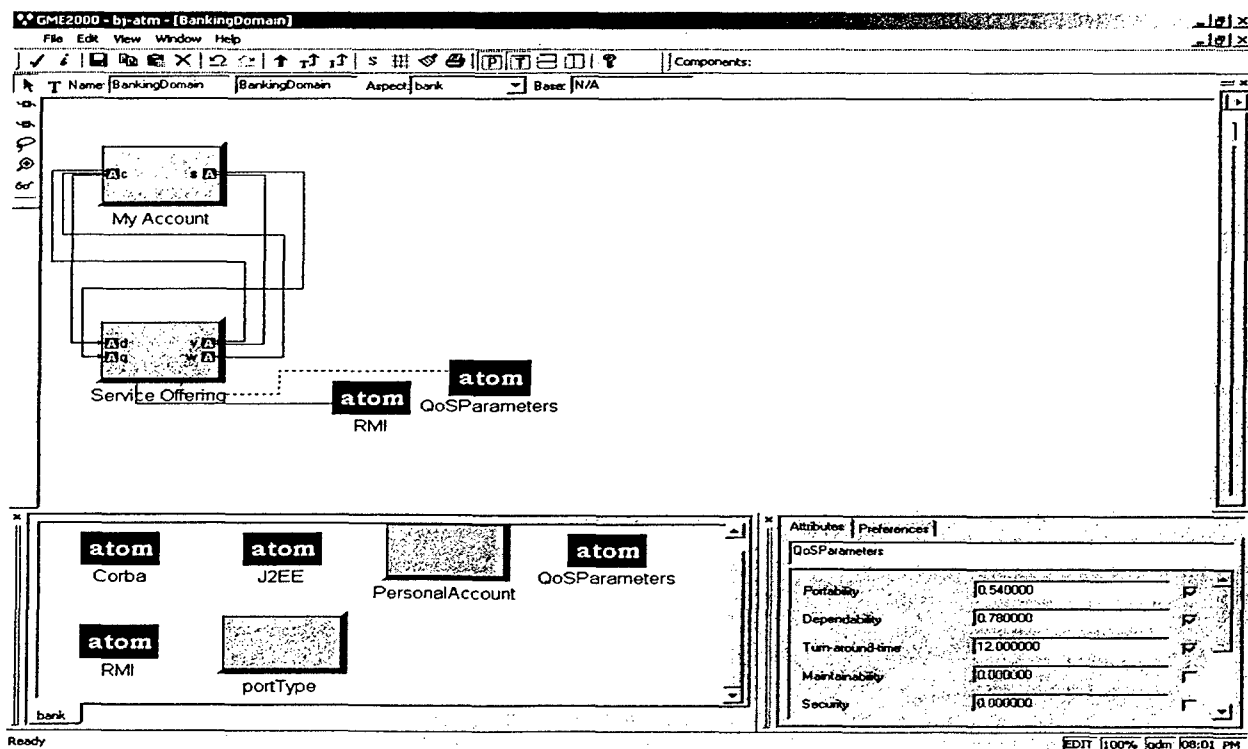 GME2000 - bj-atm - [BankingDomain]
File Edit View Window Help
Components:
T Name: BankingDomain BankingDomain Aspect: bank Base: N/A
A c s A
My Account
A d v A
A q w A
Service Offering
atom
QoSParameters
atom
RMI
atom
Corba
atom
J2EE
PersonalAccount
atom
QoSParameters
atom
RMI
portType
bank
Attributes Preferences
QoSParameters
Portability 0.540000
Dependability 0.780000
Turn-around-time 12.000000
Maintainability 0.000000
Security 0.000000
Ready
EDIT 100% 08:01 PM